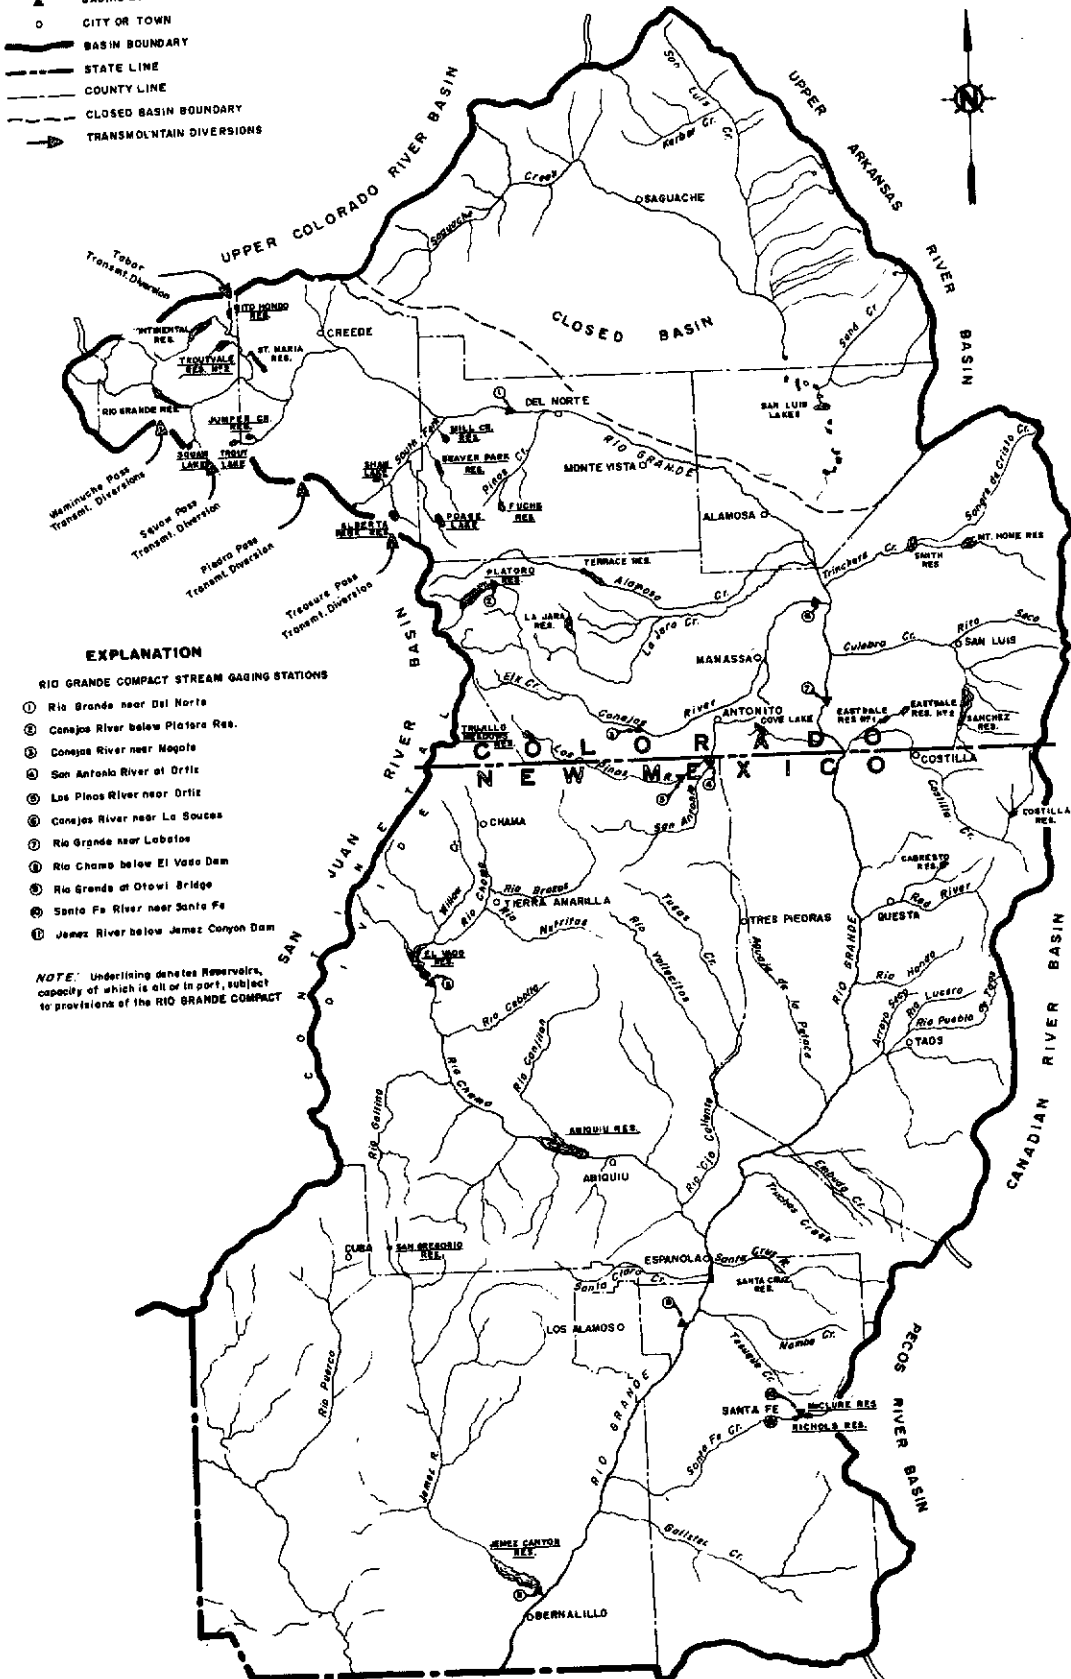 CITY OR TOWN
BASIN BOUNDARY
STATE LINE
COUNTY LINE
CLOSED BASIN BOUNDARY
TRANSMOUNTAIN DIVERSIONS
N
UPPER COLORADO RIVER BASIN
UPPER ARKANSAS RIVER BASIN
San Luis Cr.
Kerber Cr.
Saguache Creek
SAGUACHE
Tabor
Transmt. Diversion
RITO HONDO
RES.
CONTINENTAL
RES.
TROUTVALE
RES. Nº2
ST. MARIA
RES.
CREEDE
CLOSED BASIN
Sand Cr.
SAN LUIS
LAKES
RIO GRANDE RES.
JUMPER CR.
RES.
SQUAW
LAKE
TROUT
LAKE
Weminuche Pass
Transmt. Diversions
Squaw Pass
Transmt. Diversion
Piedra Pass
Transmt. Diversion
Treasure Pass
Transmt. Diversion
1
DEL NORTE
South Fork
MILL CR.
RES.
BEAVER PARK
RES.
SHAW
LAKE
Pinos Cr.
FUCHS
RES.
POAGE
LAKE
ALBERTA
PARK RES.
MONTE VISTA
RIO GRANDE
ALAMOSA
Sangre de Cristo Cr.
Trinchera Cr.
SMITH
RES
MT. HOME RES
PLATORO
RES.
2
TERRACE RES.
Alamosa Cr.
LA JARA
RES.
La Jara Cr.
6
Culebra Cr.
Rito Seco
SAN LUIS
MANASSA
7
Elk Cr.
Conejos River
3
ANTONITO
COVE LAKE
EASTDALE
RES Nº1
EASTDALE
RES. Nº2
SANCHEZ
RES.
TRUJILLO
MEADOWS
RES.
COLORADO
NEW MEXICO
Los Pinos R.
5
4
San Antonio
COSTILLA
Costilla Cr.
COSTILLA
RES.
EXPLANATION
RIO GRANDE COMPACT STREAM GAGING STATIONS
1 Rio Grande near Del Norte
2 Conejos River below Platoro Res.
3 Conejos River near Mogote
4 San Antonio River at Ortiz
5 Los Pinos River near Ortiz
6 Conejos River near La Sauces
7 Rio Grande near Lobatos
8 Rio Chama below El Vado Dam
9 Rio Grande at Otowi Bridge
10 Santa Fe River near Santa Fe
11 Jemez River below Jemez Canyon Dam
NOTE: Underlining denotes Reservoirs,
capacity of which is all or in part, subject
to provisions of the RIO GRANDE COMPACT
SAN JUAN RIVER BASIN
CONTINENTAL DIVIDE
CHAMA
Willow Cr.
Rio Chama
Rio Brazos
TIERRA AMARILLA
Rio Nutritas
EL VADO
RES.
8
Rio Cebolla
Rio Canjilon
Rio Chama
Rio Gallina
Rio Vallecitos
Tusas Cr.
TRES PIEDRAS
Aguaje de la Petaca
RIO GRANDE
CABRESTO
RES.
Red River
QUESTA
Rio Hondo
Arroyo Seco
Rio Lucero
Rio Pueblo de Taos
TAOS
CANADIAN RIVER BASIN
ABIQUIU RES.
ABIQUIU
Rio Ojo Caliente
Embudo Cr.
Truchas Creek
CUBA
SAN GREGORIO
RES.
ESPANOLA
Santa Cruz R.
SANTA CRUZ
RES.
Santa Clara Cr.
9
LOS ALAMOS
Nambe Cr.
Tesuque Cr.
PECOS RIVER BASIN
Rio Puerco
RIO GRANDE
10
SANTA FE
McCLURE RES
NICHOLS RES.
Santa Fe Cr.
Jemez R.
Galisteo Cr.
JEMEZ CANYON
RES.
11
BERNALILLO